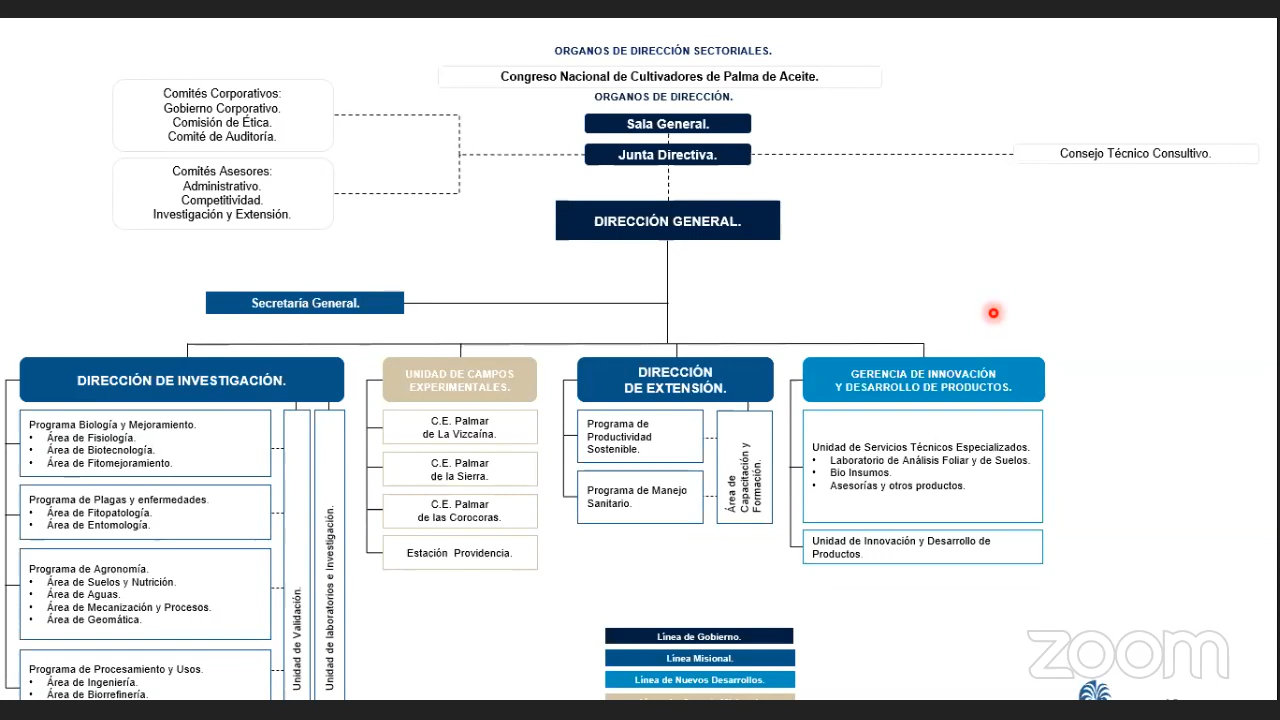 ORGANOS DE DIRECCIÓN SECTORIALES.
Congreso Nacional de Cultivadores de Palma de Aceite.
ORGANOS DE DIRECCIÓN.
Comités Corporativos:
Gobierno Corporativo.
Comisión de Ética.
Comité de Auditoría.
Sala General.
Junta Directiva.
Consejo Técnico Consultivo.
Comités Asesores:
Administrativo.
Competitividad.
Investigación y Extensión.
DIRECCIÓN GENERAL.
Secretaría General.
DIRECCIÓN DE INVESTIGACIÓN.
Programa Biología y Mejoramiento.
• Área de Fisiología.
• Área de Biotecnología.
• Área de Fitomejoramiento.
Programa de Plagas y enfermedades.
• Área de Fitopatología.
• Área de Entomología.
Programa de Agronomía.
• Área de Suelos y Nutrición.
• Área de Aguas.
• Área de Mecanización y Procesos.
• Área de Geomática.
Programa de Procesamiento y Usos.
• Área de Ingeniería.
• Área de Biorrefinería.
Unidad de Validación.
Unidad de laboratorios e Investigación.
UNIDAD DE CAMPOS
EXPERIMENTALES.
C.E. Palmar
de La Vizcaína.
C.E. Palmar
de la Sierra.
C.E. Palmar
de las Corocoras.
Estación Providencia.
DIRECCIÓN
DE EXTENSIÓN.
Programa de
Productividad
Sostenible.
Programa de Manejo
Sanitario.
Área de
Capacitación y
Formación.
GERENCIA DE INNOVACIÓN
Y DESARROLLO DE PRODUCTOS.
Unidad de Servicios Técnicos Especializados.
• Laboratorio de Análisis Foliar y de Suelos.
• Bio Insumos.
• Asesorías y otros productos.
Unidad de Innovación y Desarrollo de
Productos.
Línea de Gobierno.
Línea Misional.
Línea de Nuevos Desarrollos.
zoom